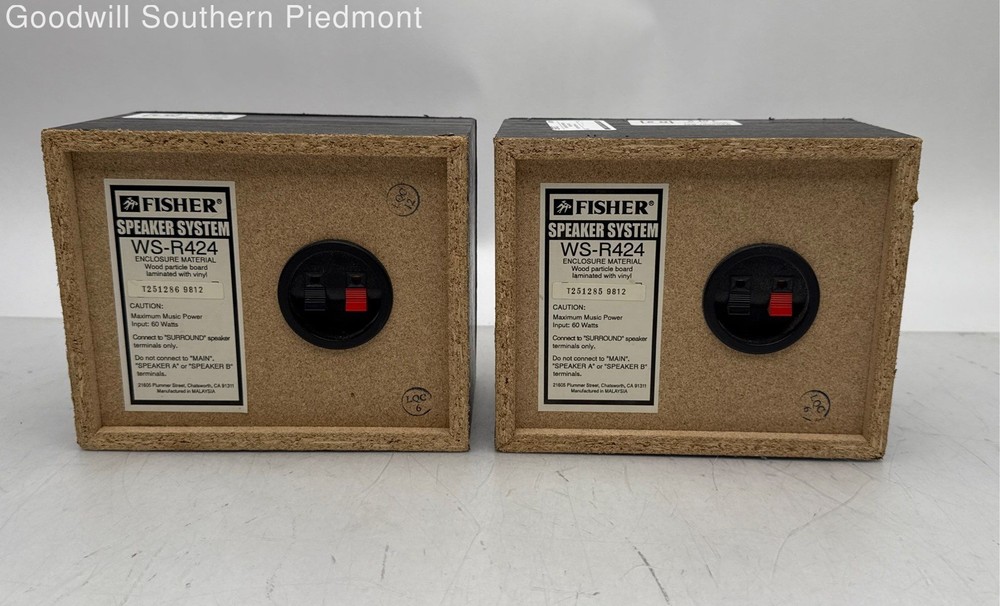 Goodwill Southern Piedmont
FISHER®
SPEAKER SYSTEM
WS-R424
ENCLOSURE MATERIAL
Wood particle board
laminated with vinyl
T251286 9812
CAUTION:
Maximum Music Power
Input: 60 Watts
Connect to "SURROUND" speaker
terminals only.
Do not connect to "MAIN",
"SPEAKER A" or "SPEAKER B"
terminals.
21605 Plummer Street, Chatsworth, CA 91311
Manufactured in MALAYSIA
LQC
6
FISHER®
SPEAKER SYSTEM
WS-R424
ENCLOSURE MATERIAL
Wood particle board
laminated with vinyl
T251285 9812
CAUTION:
Maximum Music Power
Input: 60 Watts
Connect to "SURROUND" speaker
terminals only.
Do not connect to "MAIN",
"SPEAKER A" or "SPEAKER B"
terminals.
21605 Plummer Street, Chatsworth, CA 91311
Manufactured in MALAYSIA